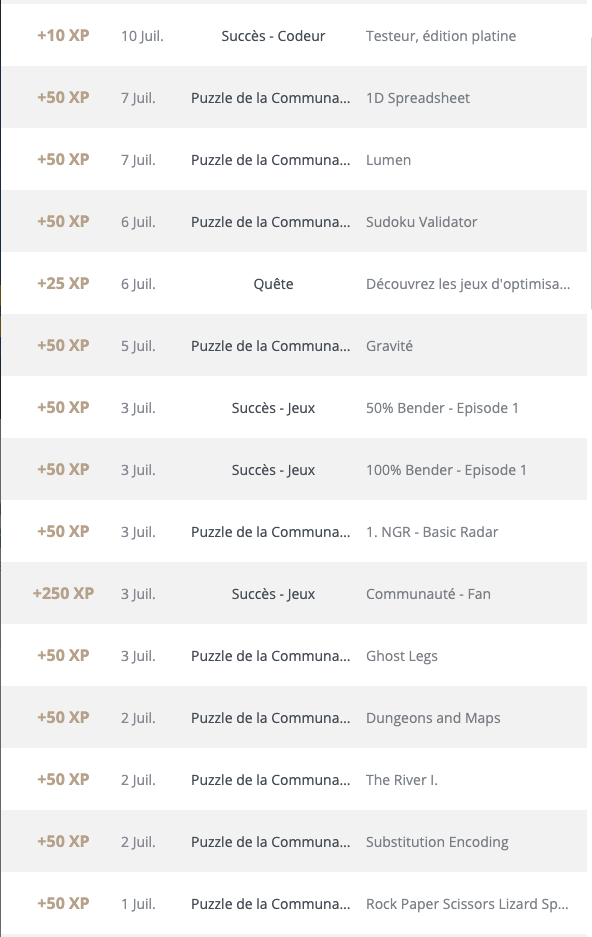 +10 XP 10 Juil. Succès - Codeur Testeur, édition platine
+50 XP 7 Juil. Puzzle de la Communa... 1D Spreadsheet
+50 XP 7 Juil. Puzzle de la Communa... Lumen
+50 XP 6 Juil. Puzzle de la Communa... Sudoku Validator
+25 XP 6 Juil. Quête Découvrez les jeux d'optimisa...
+50 XP 5 Juil. Puzzle de la Communa... Gravité
+50 XP 3 Juil. Succès - Jeux 50% Bender - Episode 1
+50 XP 3 Juil. Succès - Jeux 100% Bender - Episode 1
+50 XP 3 Juil. Puzzle de la Communa... 1. NGR - Basic Radar
+250 XP 3 Juil. Succès - Jeux Communauté - Fan
+50 XP 3 Juil. Puzzle de la Communa... Ghost Legs
+50 XP 2 Juil. Puzzle de la Communa... Dungeons and Maps
+50 XP 2 Juil. Puzzle de la Communa... The River I.
+50 XP 2 Juil. Puzzle de la Communa... Substitution Encoding
+50 XP 1 Juil. Puzzle de la Communa... Rock Paper Scissors Lizard Sp...